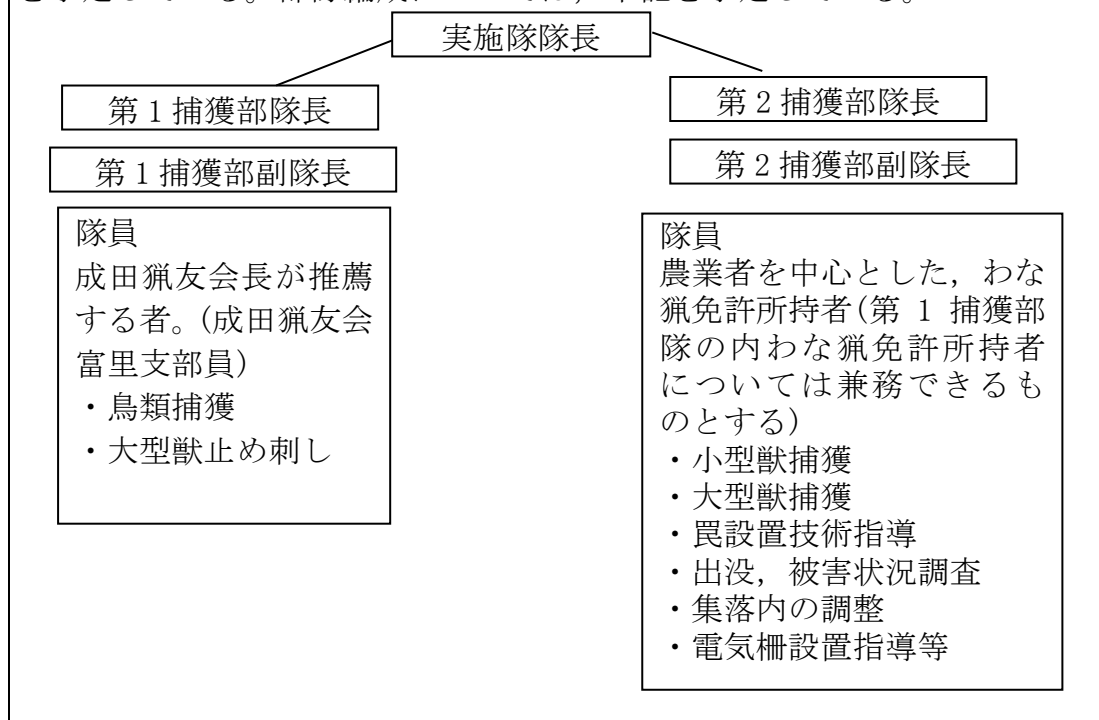 実施隊隊長
第1捕獲部隊長
第1捕獲部副隊長
隊員
成田猟友会長が推薦
する者。(成田猟友会
富里支部員)
・鳥類捕獲
・大型獣止め刺し
第2捕獲部隊長
第2捕獲部副隊長
隊員
農業者を中心とした，わな
猟免許所持者(第 1 捕獲部
隊の内わな猟免許所持者
については兼務できるも
のとする)
・小型獣捕獲
・大型獣捕獲
・罠設置技術指導
・出没，被害状況調査
・集落内の調整
・電気柵設置指導等